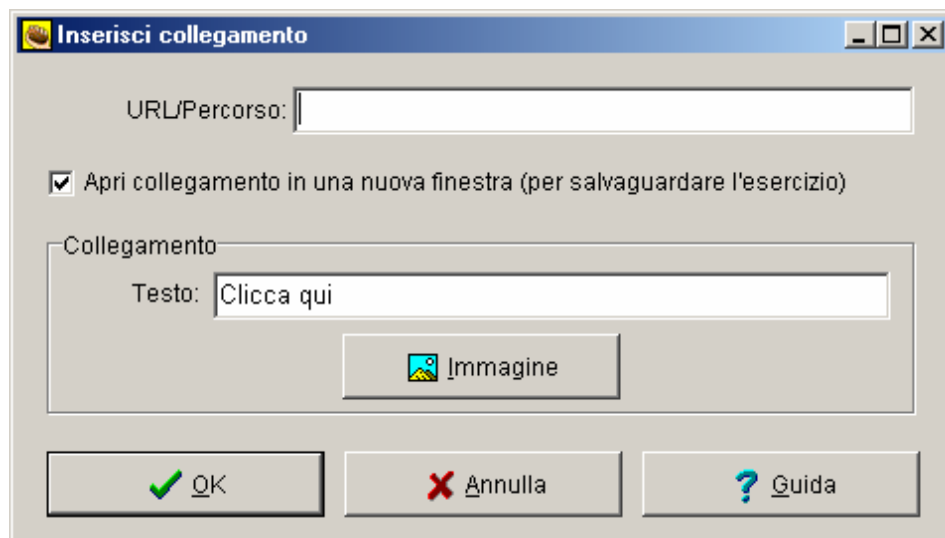 Inserisci collegamento
URL/Percorso:
Apri collegamento in una nuova finestra (per salvaguardare l'esercizio)
Collegamento
Testo: Clicca qui
Immagine
OK Annulla Guida